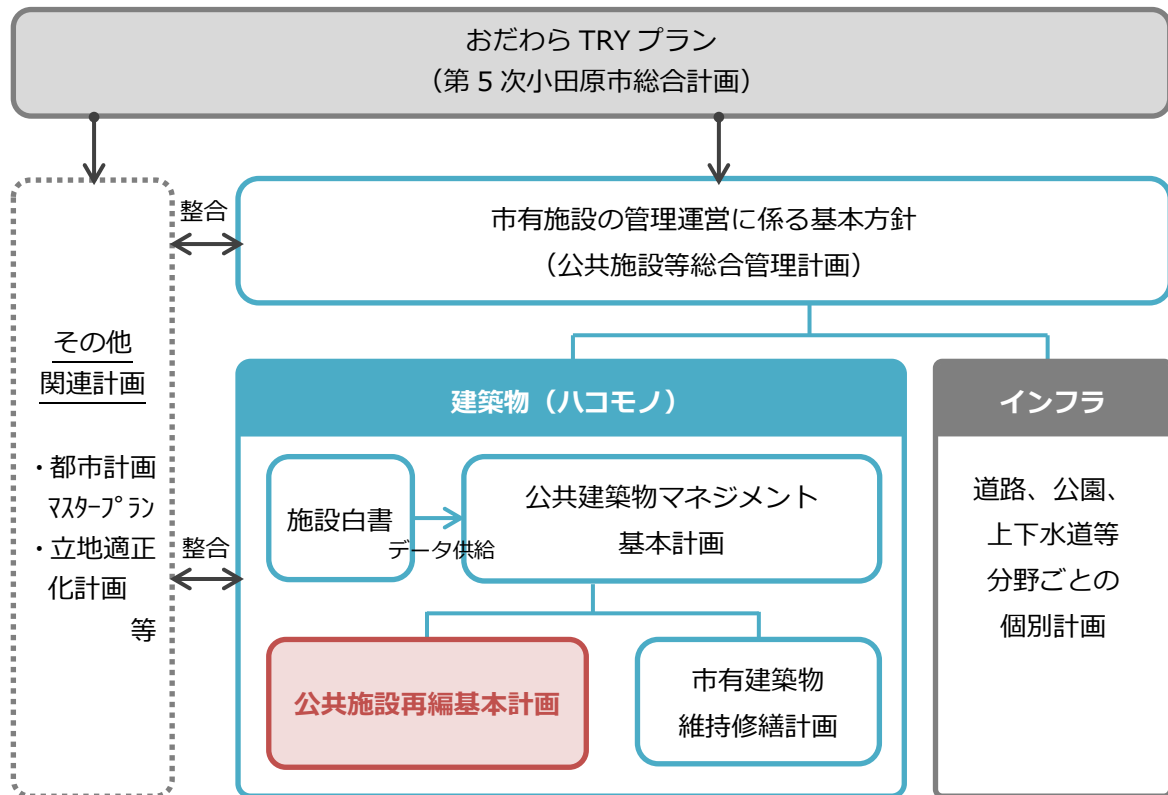 おだわら TRY プラン
（第 5 次小田原市総合計画）
整合
市有施設の管理運営に係る基本方針
（公共施設等総合管理計画）
その他
関連計画
・都市計画
ﾏｽﾀｰﾌﾟﾗﾝ
・立地適正
化計画
等
整合
建築物（ハコモノ）
施設白書
データ供給
公共建築物マネジメント
基本計画
公共施設再編基本計画
市有建築物
維持修繕計画
インフラ
道路、公園、
上下水道等
分野ごとの
個別計画